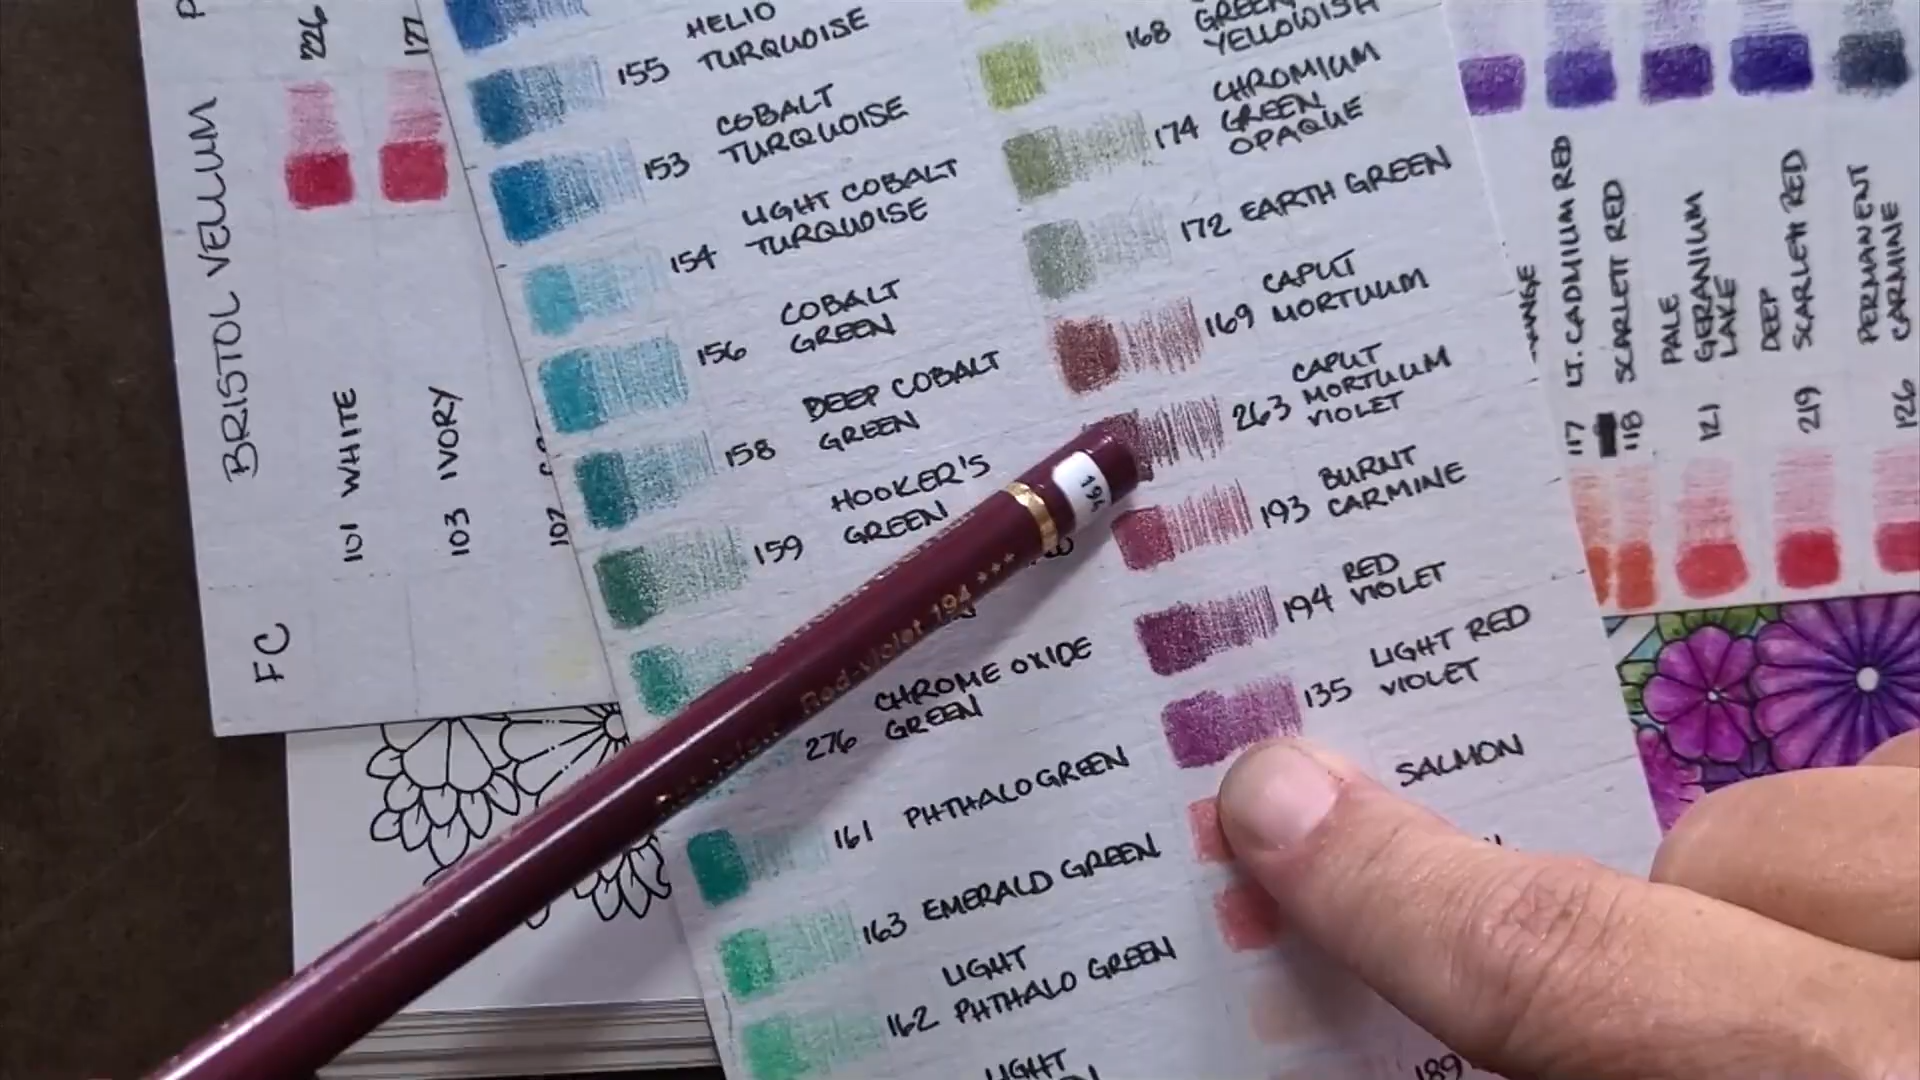 226
127
BRISTOL VELLUM
101 WHITE
103 IVORY
102
FC
HELIO
155 TURQUOISE
COBALT
153 TURQUOISE
LIGHT COBALT
154 TURQUOISE
COBALT
156 GREEN
DEEP COBALT
158 GREEN
HOOKER'S
159 GREEN
CHROME OXIDE
276 GREEN
161 PHTHALO GREEN
163 EMERALD GREEN
LIGHT
162 PHTHALO GREEN
LIGHT
GREEN
168 YELLOWISH
CHROMIUM
174 GREEN
OPAQUE
172 EARTH GREEN
CAPUT
169 MORTUUM
CAPUT
263 MORTUUM
VIOLET
BURNT
193 CARMINE
RED
194 VIOLET
LIGHT RED
135 VIOLET
SALMON
189
194
Red-Violet 194 ***
117 LT. CADMIUM RED
118 SCARLETT RED
121 PALE
GERANIUM
LAKE
219 DEEP
SCARLETT RED
126 PERMANENT
CARMINE